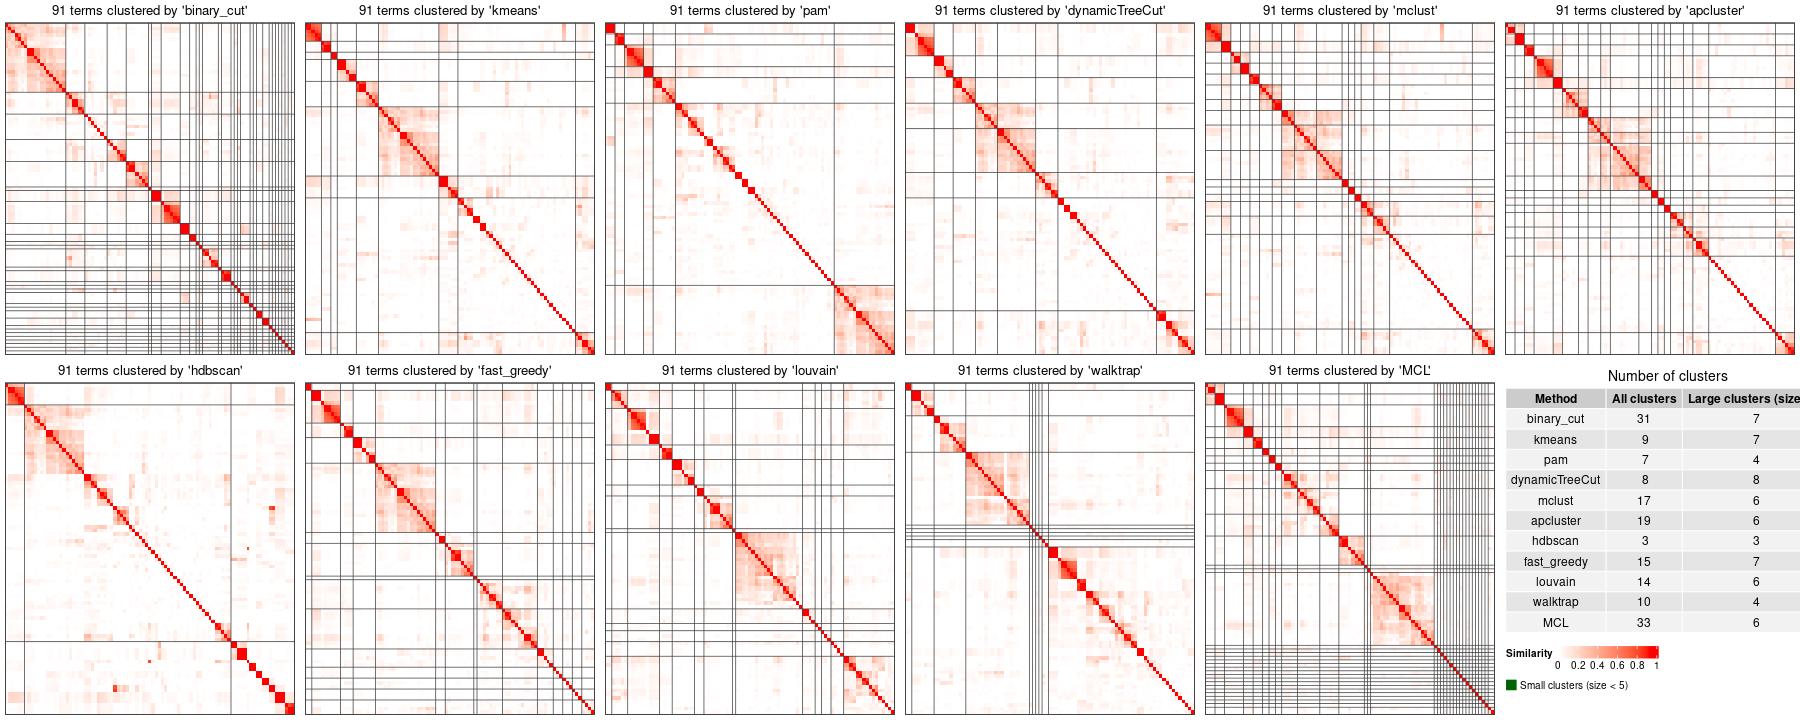 91 terms clustered by 'binary_cut'
91 terms clustered by 'kmeans'
91 terms clustered by 'pam'
91 terms clustered by 'dynamicTreeCut'
91 terms clustered by 'mclust'
91 terms clustered by 'apcluster'
91 terms clustered by 'hdbscan'
91 terms clustered by 'fast_greedy'
91 terms clustered by 'louvain'
91 terms clustered by 'walktrap'
91 terms clustered by 'MCL'
Number of clusters
Method All clusters Large clusters (size
binary_cut 31 7
kmeans 9 7
pam 7 4
dynamicTreeCut 8 8
mclust 17 6
apcluster 19 6
hdbscan 3 3
fast_greedy 15 7
louvain 14 6
walktrap 10 4
MCL 33 6
Similarity
0 0.2 0.4 0.6 0.8 1
Small clusters (size < 5)